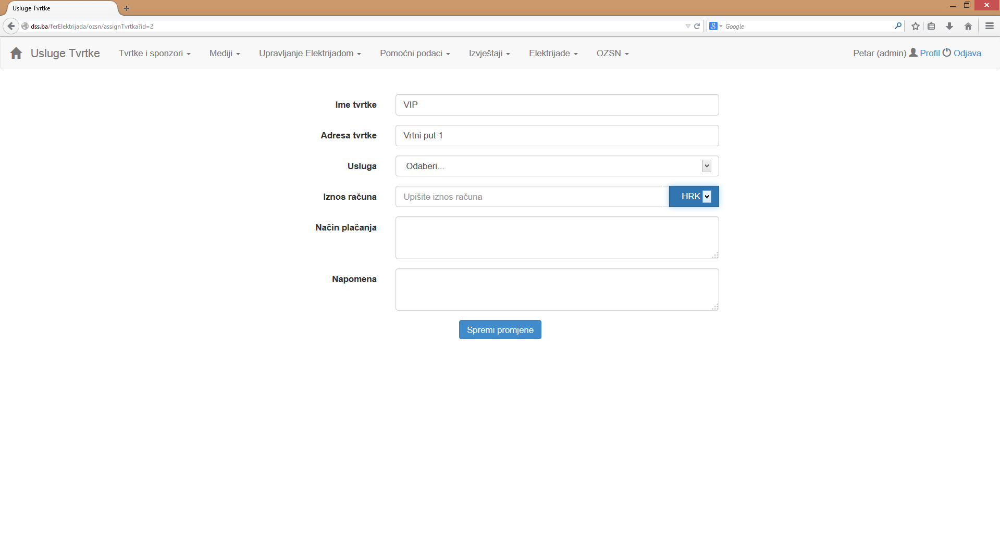 Usluge Tvrtke
dss.ba/ferElektrijada/ozsn/assignTvrtka?id=2
Google
Usluge Tvrtke Tvrtke i sponzori Mediji Upravljanje Elektrijadom Pomoćni podaci Izvještaji Elektrijade OZSN Petar (admin) Profil Odjava
Ime tvrtke VIP
Adresa tvrtke Vrtni put 1
Usluga Odaberi...
Iznos računa Upišite iznos računa HRK
Način plačanja
Napomena
Spremi promjene